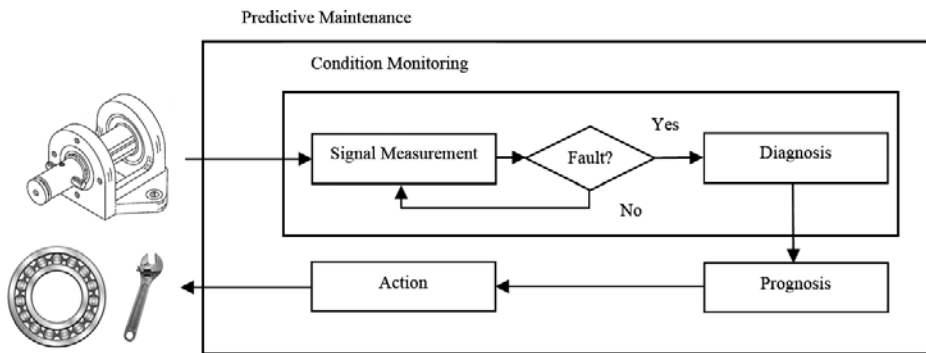 Predictive Maintenance
Condition Monitoring
Signal Measurement
Fault?
Yes
Diagnosis
No
Action
Prognosis